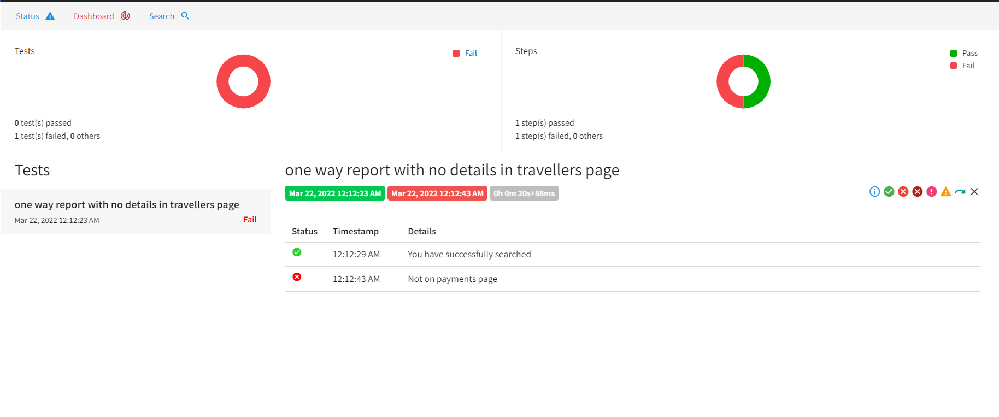 Status Dashboard Search
Tests
Fail
0 test(s) passed
1 test(s) failed, 0 others
Steps
Pass
Fail
1 step(s) passed
1 step(s) failed, 0 others
Tests
one way report with no details in travellers page
Mar 22, 2022 12:12:23 AM Fail
one way report with no details in travellers page
Mar 22, 2022 12:12:23 AM Mar 22, 2022 12:12:43 AM 0h 0m 20s+88ms
Status Timestamp Details
12:12:29 AM You have successfully searched
12:12:43 AM Not on payments page